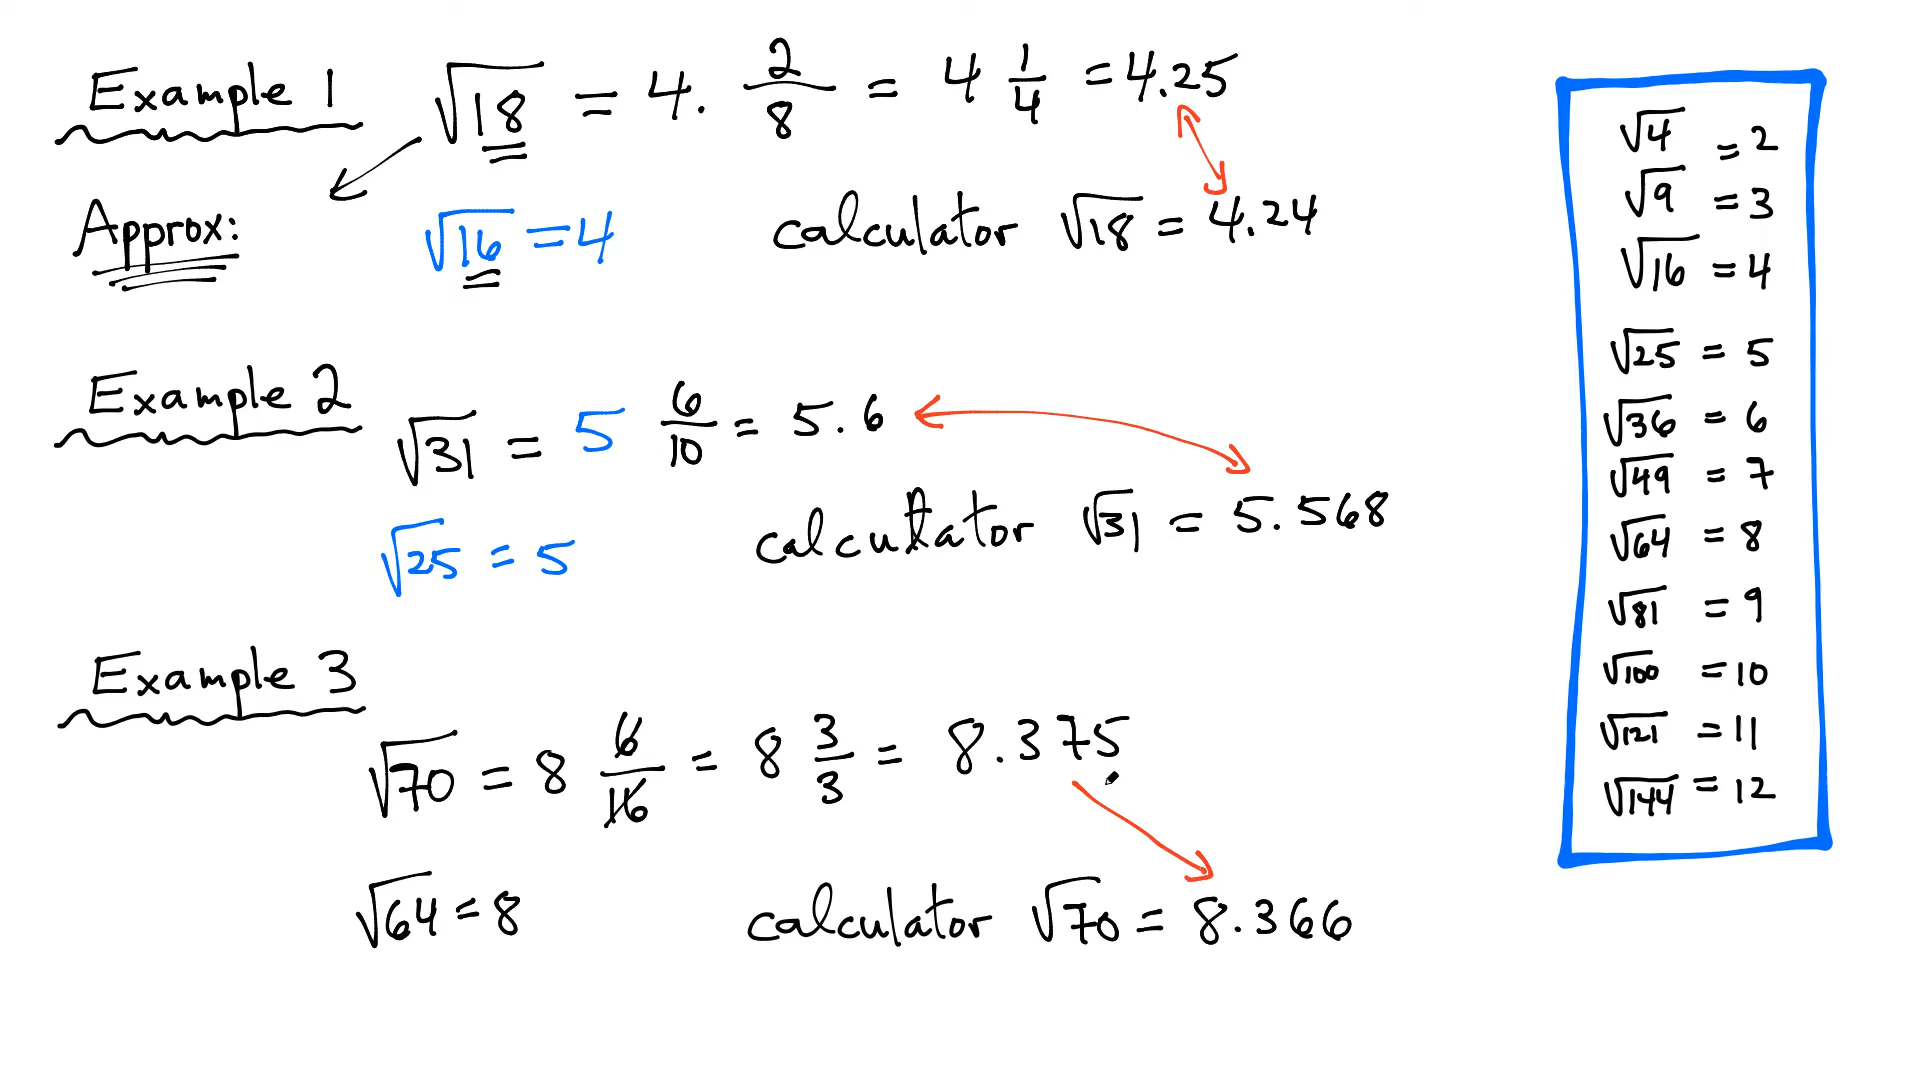 Example 1 √18 = 4. 2/8 = 4 1/4 = 4.25
Approx: √16 = 4 calculator √18 = 4.24
Example 2 √31 = 5 6/10 = 5.6
√25 = 5 calculator √31 = 5.568
Example 3
√70 = 8 6/16 = 8 3/3 = 8.375
√64 = 8 calculator √70 = 8.366
√4 = 2
√9 = 3
√16 = 4
√25 = 5
√36 = 6
√49 = 7
√64 = 8
√81 = 9
√100 = 10
√121 = 11
√144 = 12